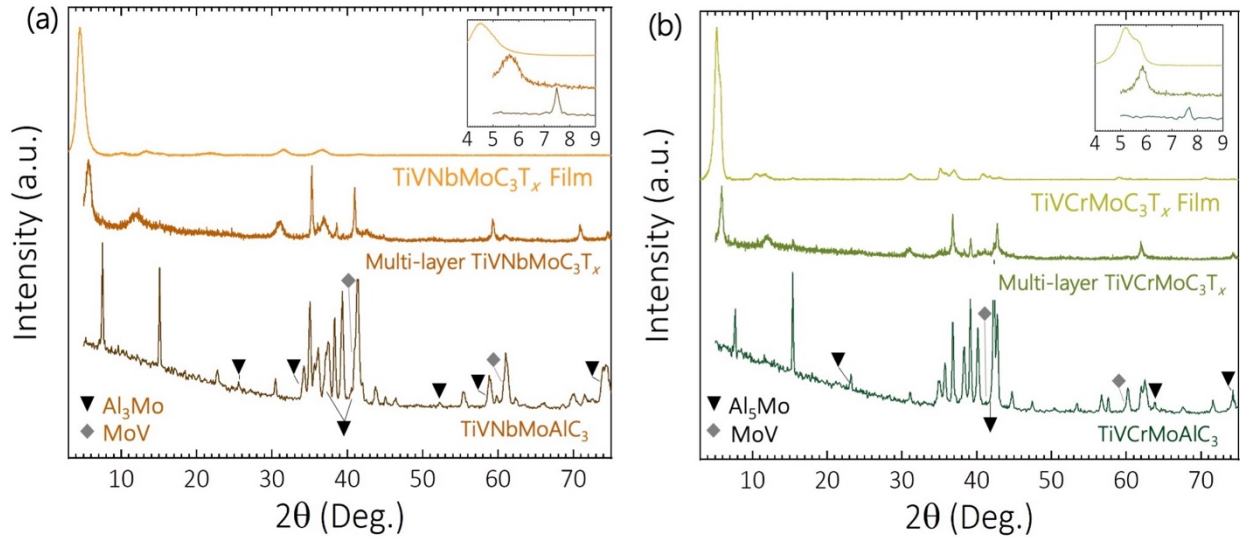 (a)
Intensity (a.u.)
4 5 6 7 8 9
TiVNbMoC₃Tₓ Film
Multi-layer TiVNbMoC₃Tₓ
▼ Al₃Mo
◆ MoV
TiVNbMoAlC₃
10 20 30 40 50 60 70
2θ (Deg.)
(b)
Intensity (a.u.)
4 5 6 7 8 9
TiVCrMoC₃Tₓ Film
Multi-layer TiVCrMoC₃Tₓ
▼ Al₅Mo
◆ MoV
TiVCrMoAlC₃
10 20 30 40 50 60 70
2θ (Deg.)